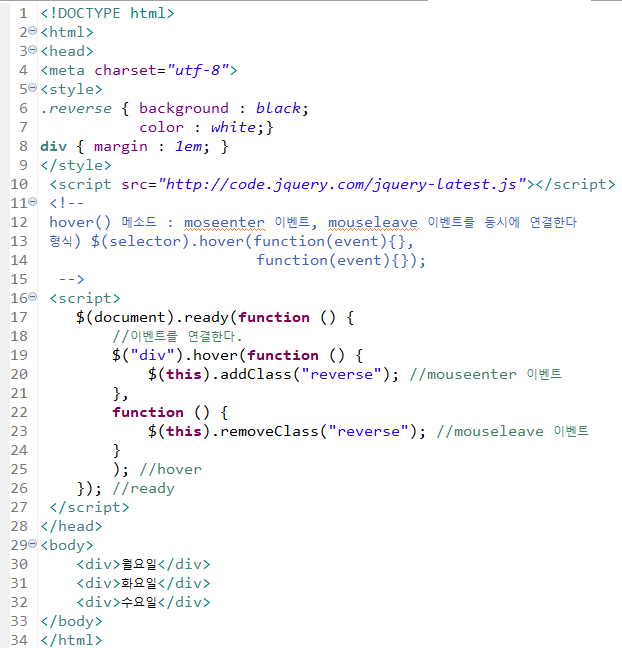 1 <!DOCTYPE html>
2 <html>
3 <head>
4 <meta charset="utf-8">
5 <style>
6 .reverse { background : black;
7            color : white;}
8 div { margin : 1em; }
9 </style>
10  <script src="http://code.jquery.com/jquery-latest.js"></script>
11  <!--
12  hover() 메소드 : moseenter 이벤트, mouseleave 이벤트를 동시에 연결한다
13  형식) $(selector).hover(function(event){},
14                         function(event){});
15   -->
16  <script>
17     $(document).ready(function () {
18         //이벤트를 연결한다.
19         $("div").hover(function () {
20             $(this).addClass("reverse"); //mouseenter 이벤트
21         },
22         function () {
23             $(this).removeClass("reverse"); //mouseleave 이벤트
24         }
25         ); //hover
26     }); //ready
27  </script>
28 </head>
29 <body>
30     <div>월요일</div>
31     <div>화요일</div>
32     <div>수요일</div>
33 </body>
34 </html>